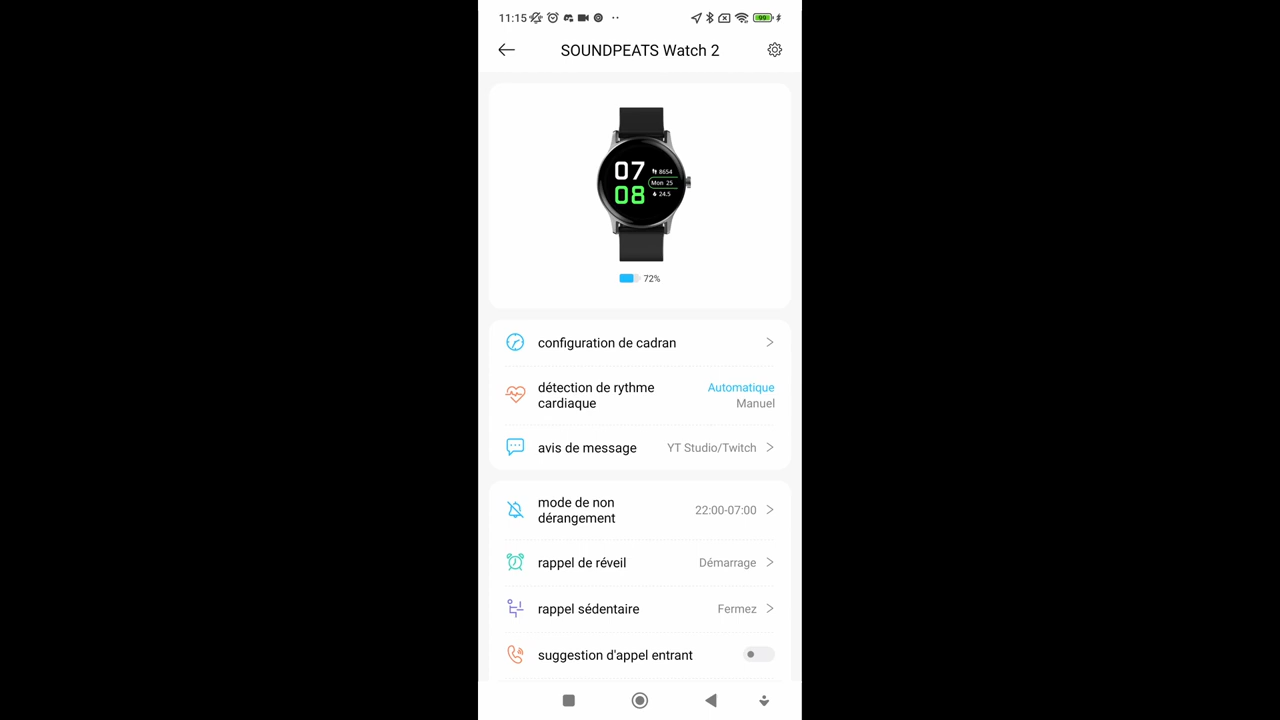 11:15
99
SOUNDPEATS Watch 2
07
8654
Mon 25
08
24.5
72%
configuration de cadran
détection de rythme
cardiaque
Automatique
Manuel
avis de message
YT Studio/Twitch
mode de non
dérangement
22:00-07:00
rappel de réveil
Démarrage
rappel sédentaire
Fermez
suggestion d'appel entrant